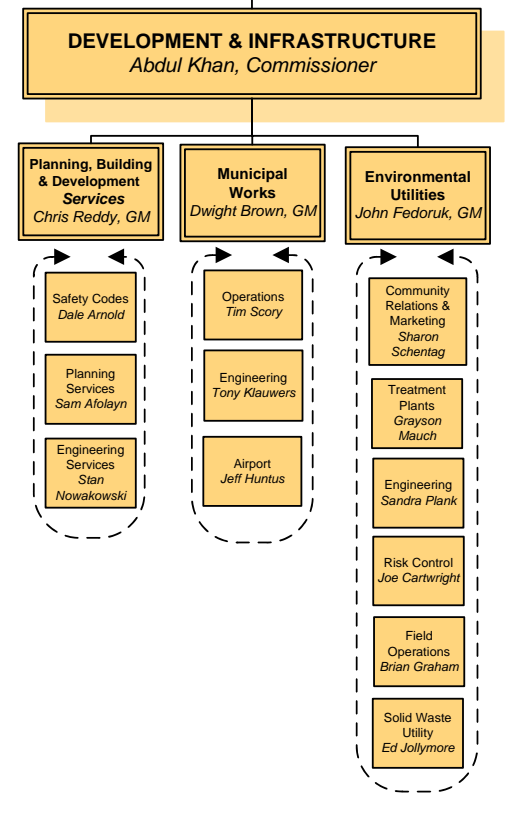 DEVELOPMENT & INFRASTRUCTURE
Abdul Khan, Commissioner
Planning, Building
& Development
Services
Chris Reddy, GM
Safety Codes
Dale Arnold
Planning
Services
Sam Afolayn
Engineering
Services
Stan
Nowakowski
Municipal
Works
Dwight Brown, GM
Operations
Tim Scory
Engineering
Tony Klauwers
Airport
Jeff Huntus
Environmental
Utilities
John Fedoruk, GM
Community
Relations &
Marketing
Sharon
Schentag
Treatment
Plants
Grayson
Mauch
Engineering
Sandra Plank
Risk Control
Joe Cartwright
Field
Operations
Brian Graham
Solid Waste
Utility
Ed Jollymore